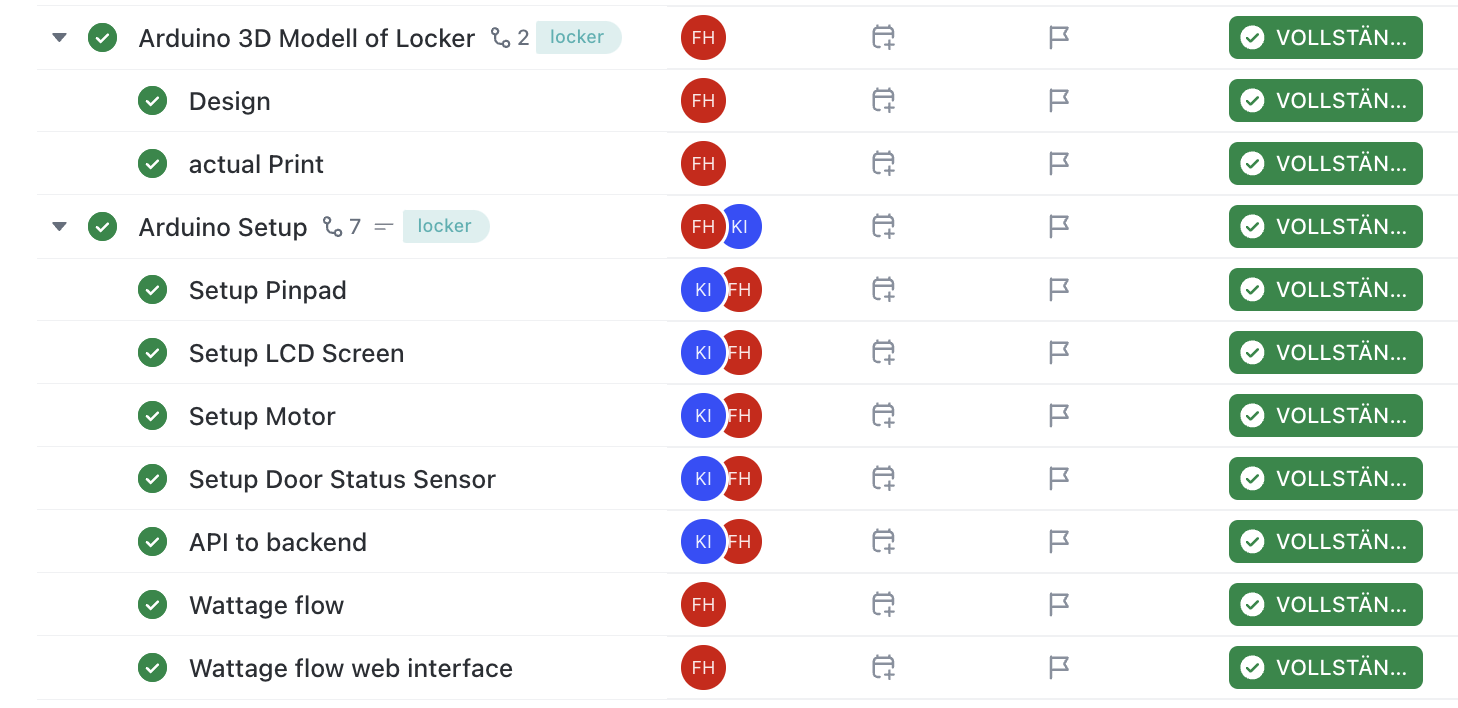 Arduino 3D Modell of Locker 2 locker FH VOLLSTÄN...
Design FH VOLLSTÄN...
actual Print FH VOLLSTÄN...
Arduino Setup 7 locker FH KI VOLLSTÄN...
Setup Pinpad KI FH VOLLSTÄN...
Setup LCD Screen KI FH VOLLSTÄN...
Setup Motor KI FH VOLLSTÄN...
Setup Door Status Sensor KI FH VOLLSTÄN...
API to backend KI FH VOLLSTÄN...
Wattage flow FH VOLLSTÄN...
Wattage flow web interface FH VOLLSTÄN...